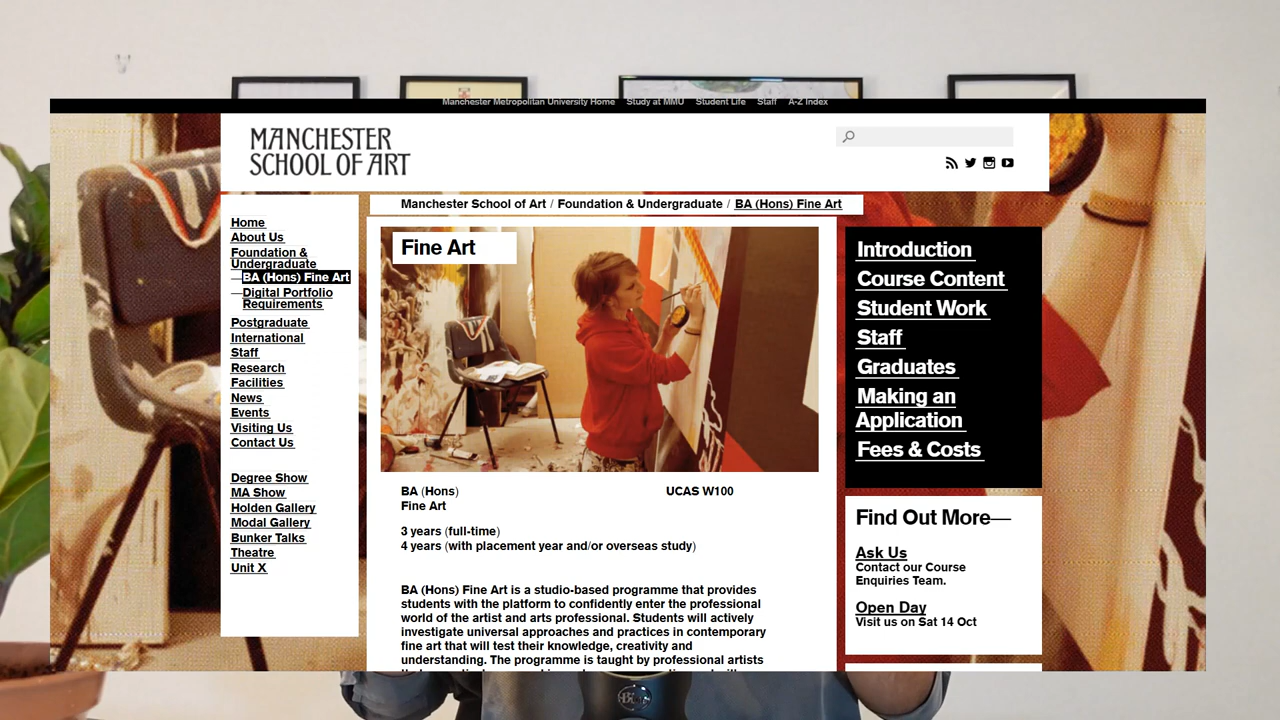 Manchester Metropolitan University Home Study at MMU Student Life Staff A-Z Index
MANCHESTER
SCHOOL OF ART
Manchester School of Art / Foundation & Undergraduate / BA (Hons) Fine Art
Home
About Us
Foundation &
Undergraduate
—BA (Hons) Fine Art
—Digital Portfolio
Requirements
Postgraduate
International
Staff
Research
Facilities
News
Events
Visiting Us
Contact Us
Degree Show
MA Show
Holden Gallery
Modal Gallery
Bunker Talks
Theatre
Unit X
Fine Art
BA (Hons) UCAS W100
Fine Art
3 years (full-time)
4 years (with placement year and/or overseas study)
BA (Hons) Fine Art is a studio-based programme that provides
students with the platform to confidently enter the professional
world of the artist and arts professional. Students will actively
investigate universal approaches and practices in contemporary
fine art that will test their knowledge, creativity and
understanding. The programme is taught by professional artists
Introduction
Course Content
Student Work
Staff
Graduates
Making an
Application
Fees & Costs
Find Out More—
Ask Us
Contact our Course
Enquiries Team.
Open Day
Visit us on Sat 14 Oct
Blue